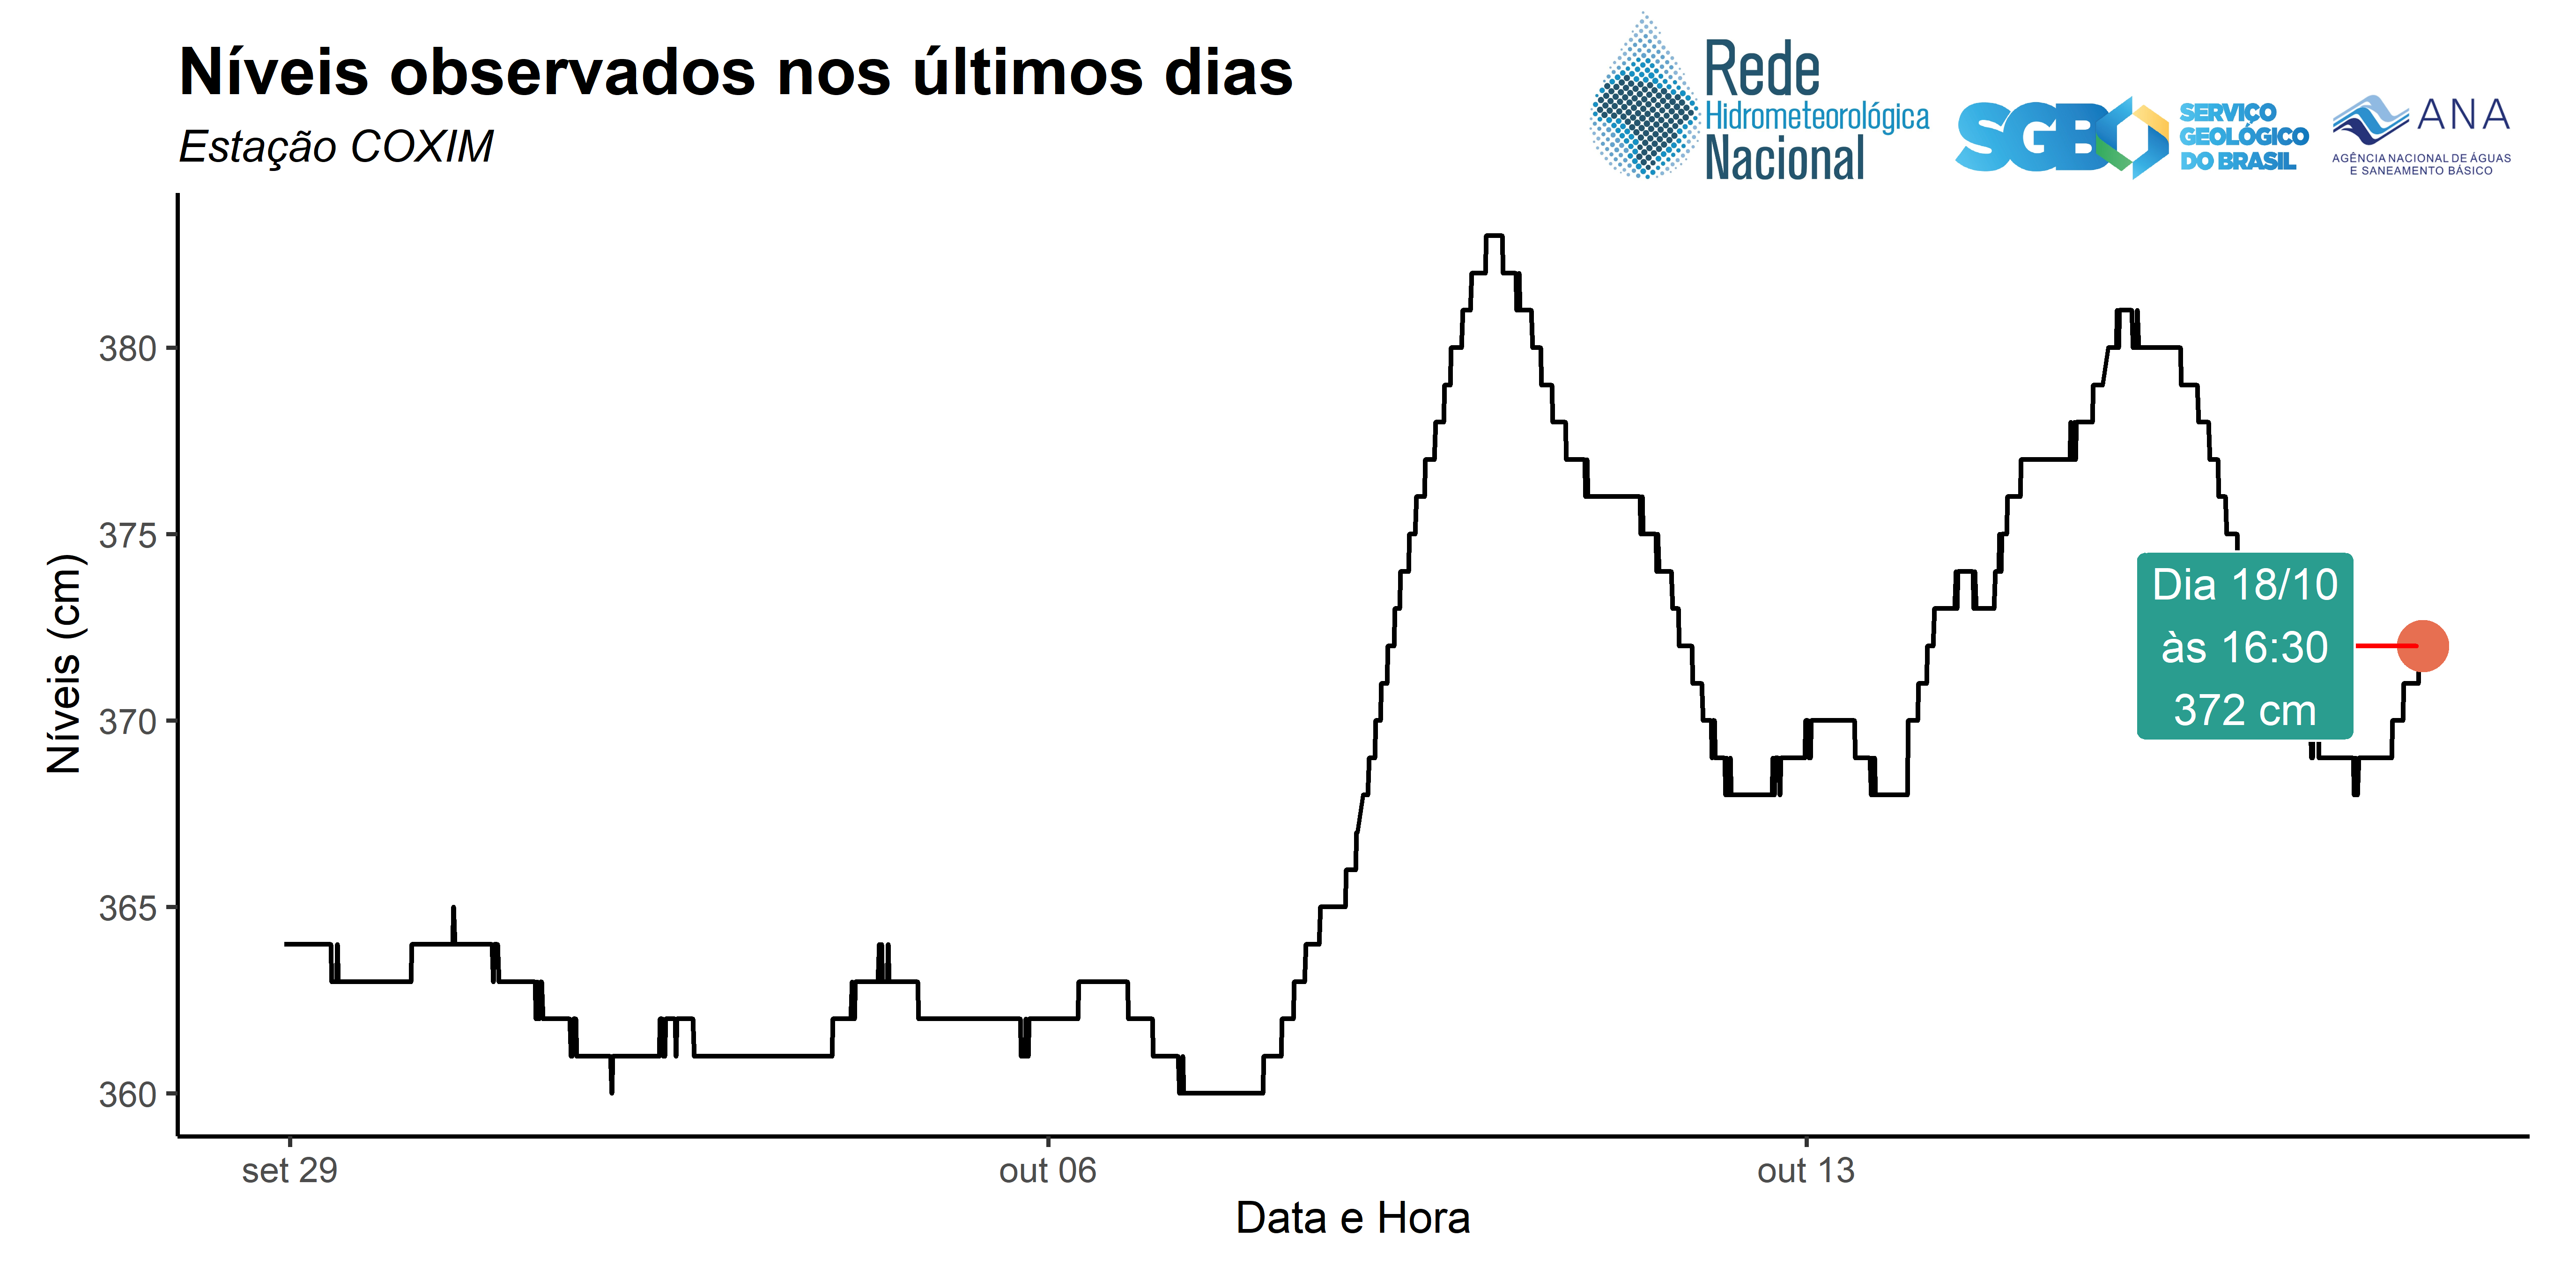 Níveis observados nos últimos dias
Estação COXIM
Rede
Hidrometeorológica
Nacional
SGB
SERVIÇO
GEOLÓGICO
DO BRASIL
ANA
AGÊNCIA NACIONAL DE ÁGUAS
E SANEAMENTO BÁSICO
Níveis (cm)
380
375
370
365
360
Dia 18/10
às 16:30
372 cm
set 29
out 06
out 13
Data e Hora